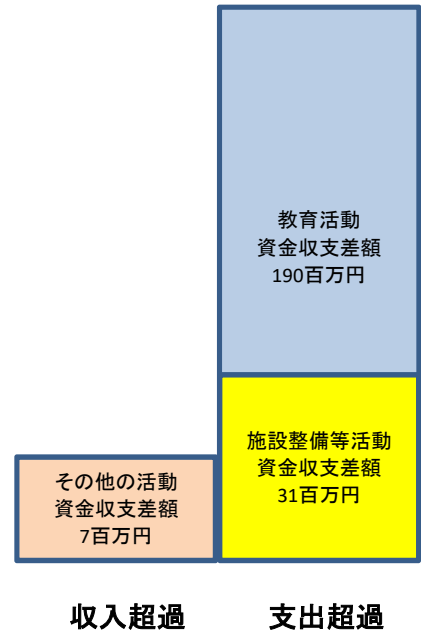 教育活動
資金収支差額
190百万円
施設整備等活動
資金収支差額
31百万円
その他の活動
資金収支差額
7百万円
収入超過
支出超過